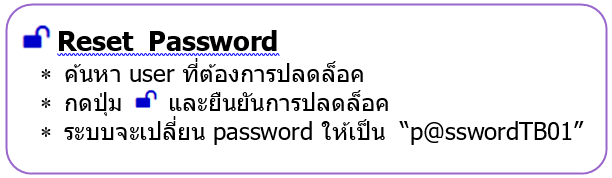 Reset Password
* ค้นหา user ที่ต้องการปลดล็อค
* กดปุ่ม และยืนยันการปลดล็อค
* ระบบจะเปลี่ยน password ให้เป็น “p@sswordTB01”